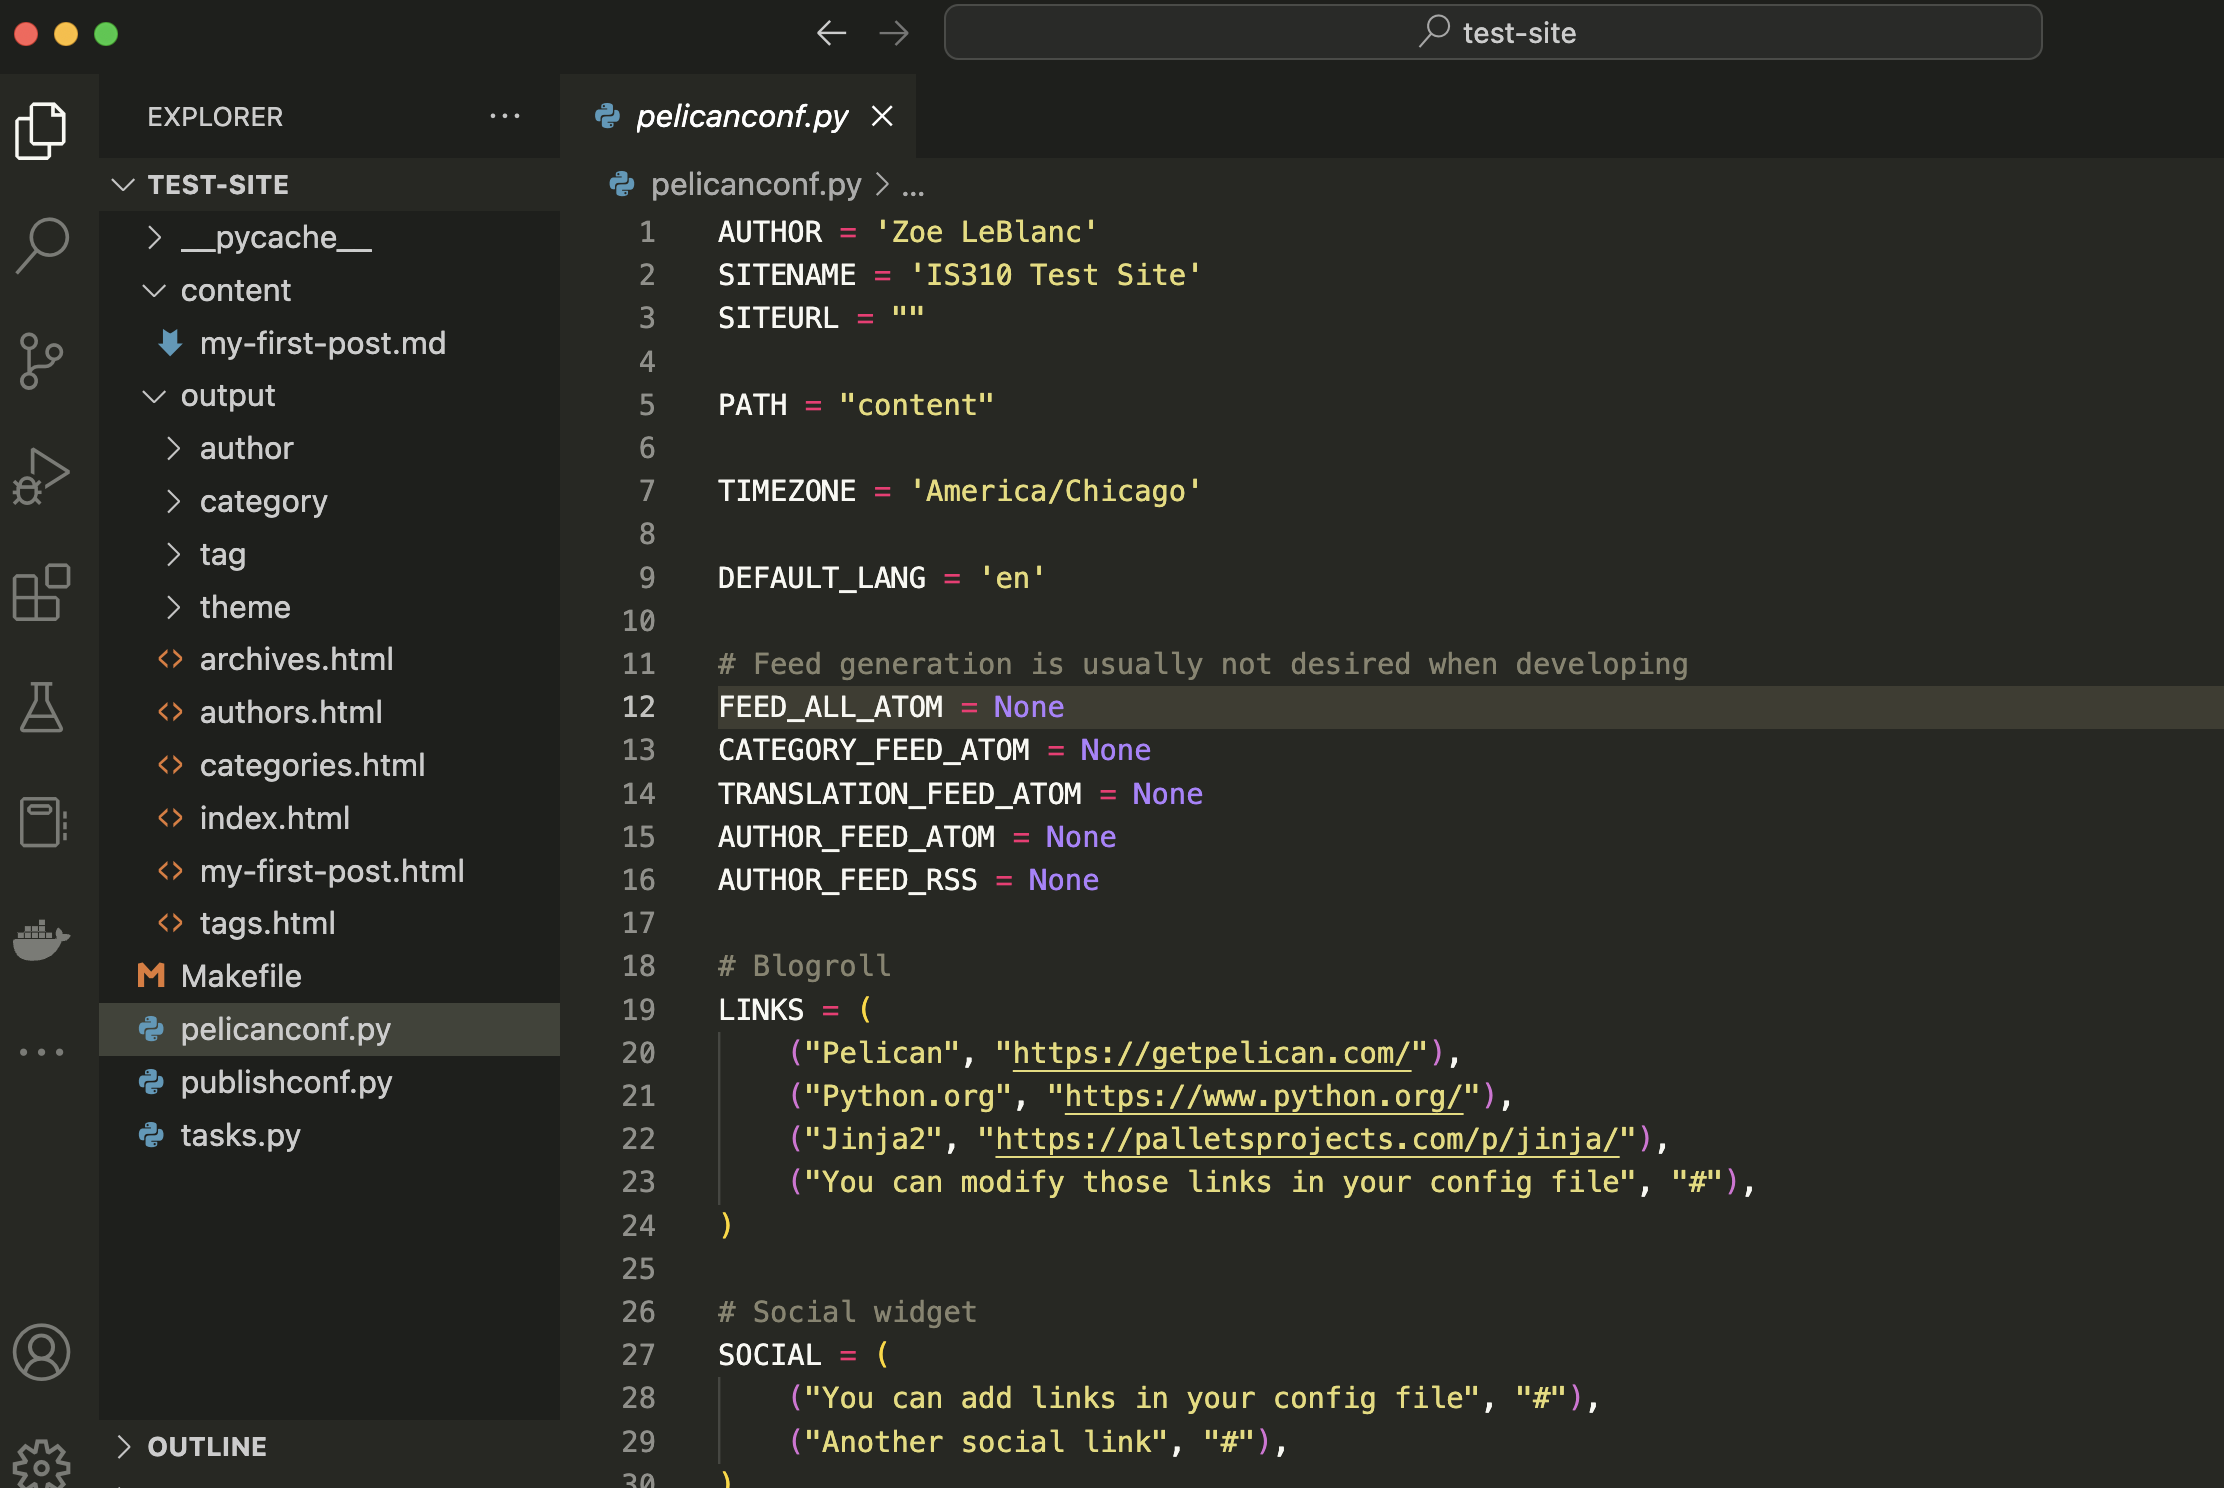 test-site
EXPLORER
TEST-SITE
__pycache__
content
my-first-post.md
output
author
category
tag
theme
archives.html
authors.html
categories.html
index.html
my-first-post.html
tags.html
M Makefile
pelicanconf.py
publishconf.py
tasks.py
OUTLINE
pelicanconf.py
pelicanconf.py > ...
1 AUTHOR = 'Zoe LeBlanc'
2 SITENAME = 'IS310 Test Site'
3 SITEURL = ""
4
5 PATH = "content"
6
7 TIMEZONE = 'America/Chicago'
8
9 DEFAULT_LANG = 'en'
10
11 # Feed generation is usually not desired when developing
12 FEED_ALL_ATOM = None
13 CATEGORY_FEED_ATOM = None
14 TRANSLATION_FEED_ATOM = None
15 AUTHOR_FEED_ATOM = None
16 AUTHOR_FEED_RSS = None
17
18 # Blogroll
19 LINKS = (
20     ("Pelican", "https://getpelican.com/"),
21     ("Python.org", "https://www.python.org/"),
22     ("Jinja2", "https://palletsprojects.com/p/jinja/"),
23     ("You can modify those links in your config file", "#"),
24 )
25
26 # Social widget
27 SOCIAL = (
28     ("You can add links in your config file", "#"),
29     ("Another social link", "#"),
30 )